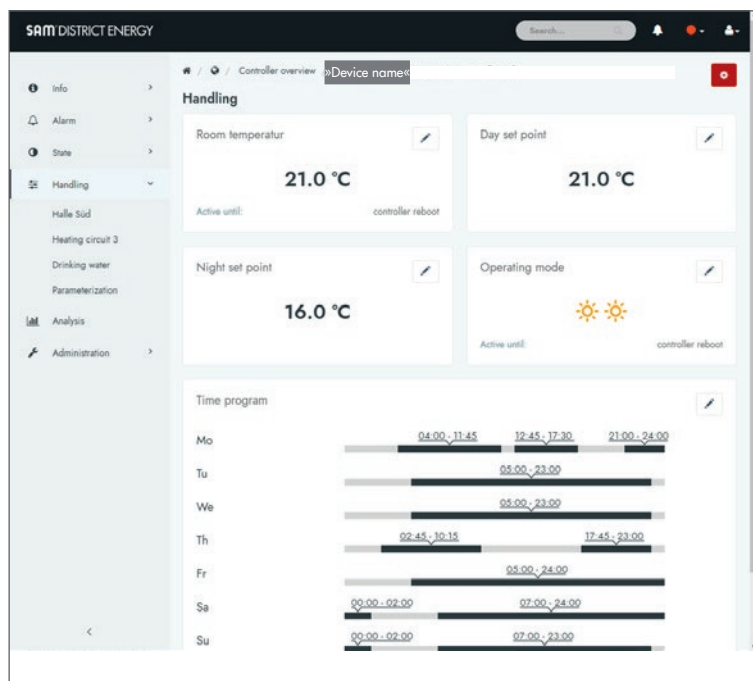 SAM DISTRICT ENERGY
Search...
/ / Controller overview »Device name«
Info
Alarm
State
Handling
Halle Süd
Heating circuit 3
Drinking water
Parameterization
Analysis
Administration
Handling
Room temperatur
21.0 °C
Active until: controller reboot
Day set point
21.0 °C
Night set point
16.0 °C
Operating mode
Active until: controller reboot
Time program
Mo 04:00 - 11:45 12:45 - 17:30 21:00 - 24:00
Tu 05:00 - 23:00
We 05:00 - 23:00
Th 02:45 - 10:15 17:45 - 23:00
Fr 05:00 - 24:00
Sa 00:00 - 02:00 07:00 - 24:00
Su 00:00 - 02:00 07:00 - 23:00